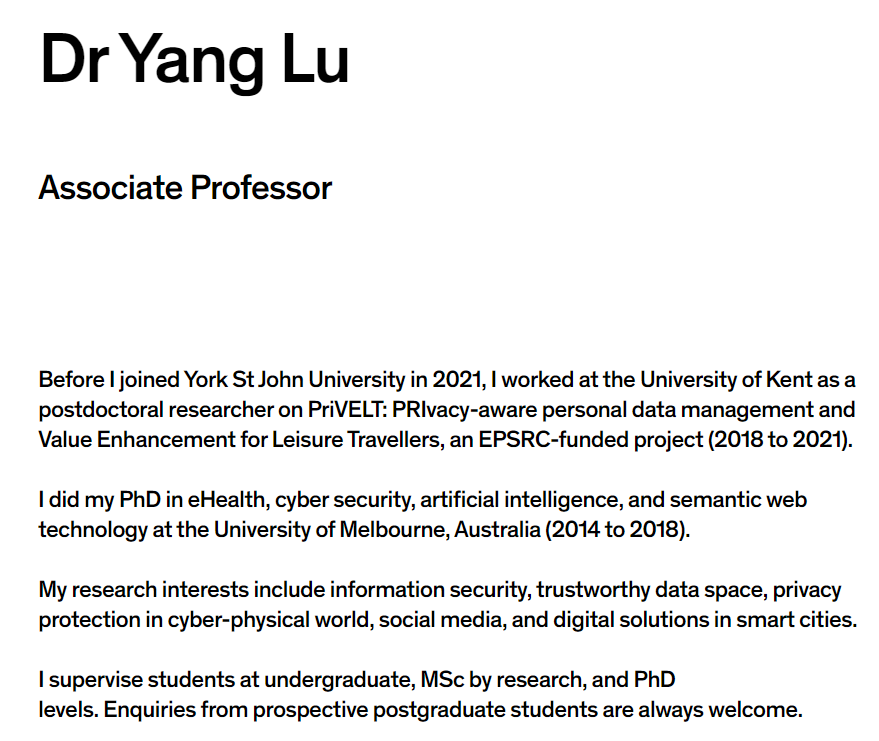 Dr Yang Lu
Associate Professor
Before I joined York St John University in 2021, I worked at the University of Kent as a
postdoctoral researcher on PriVELT: PRIvacy-aware personal data management and
Value Enhancement for Leisure Travellers, an EPSRC-funded project (2018 to 2021).
I did my PhD in eHealth, cyber security, artificial intelligence, and semantic web
technology at the University of Melbourne, Australia (2014 to 2018).
My research interests include information security, trustworthy data space, privacy
protection in cyber-physical world, social media, and digital solutions in smart cities.
I supervise students at undergraduate, MSc by research, and PhD
levels. Enquiries from prospective postgraduate students are always welcome.